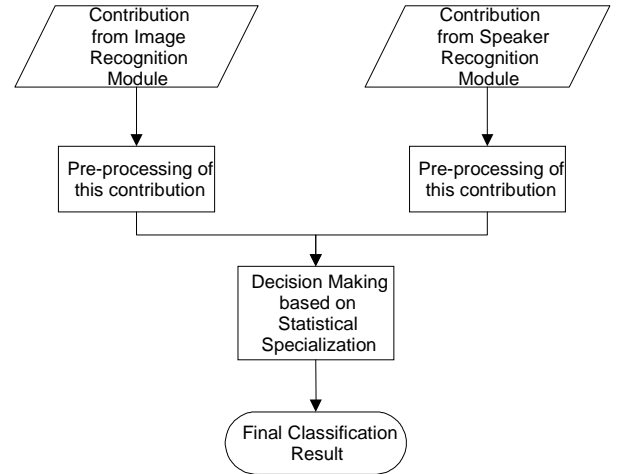 Contribution
from Image
Recognition
Module
Contribution
from Speaker
Recognition
Module
Pre-processing of
this contribution
Pre-processing of
this contribution
Decision Making
based on
Statistical
Specialization
Final Classification
Result